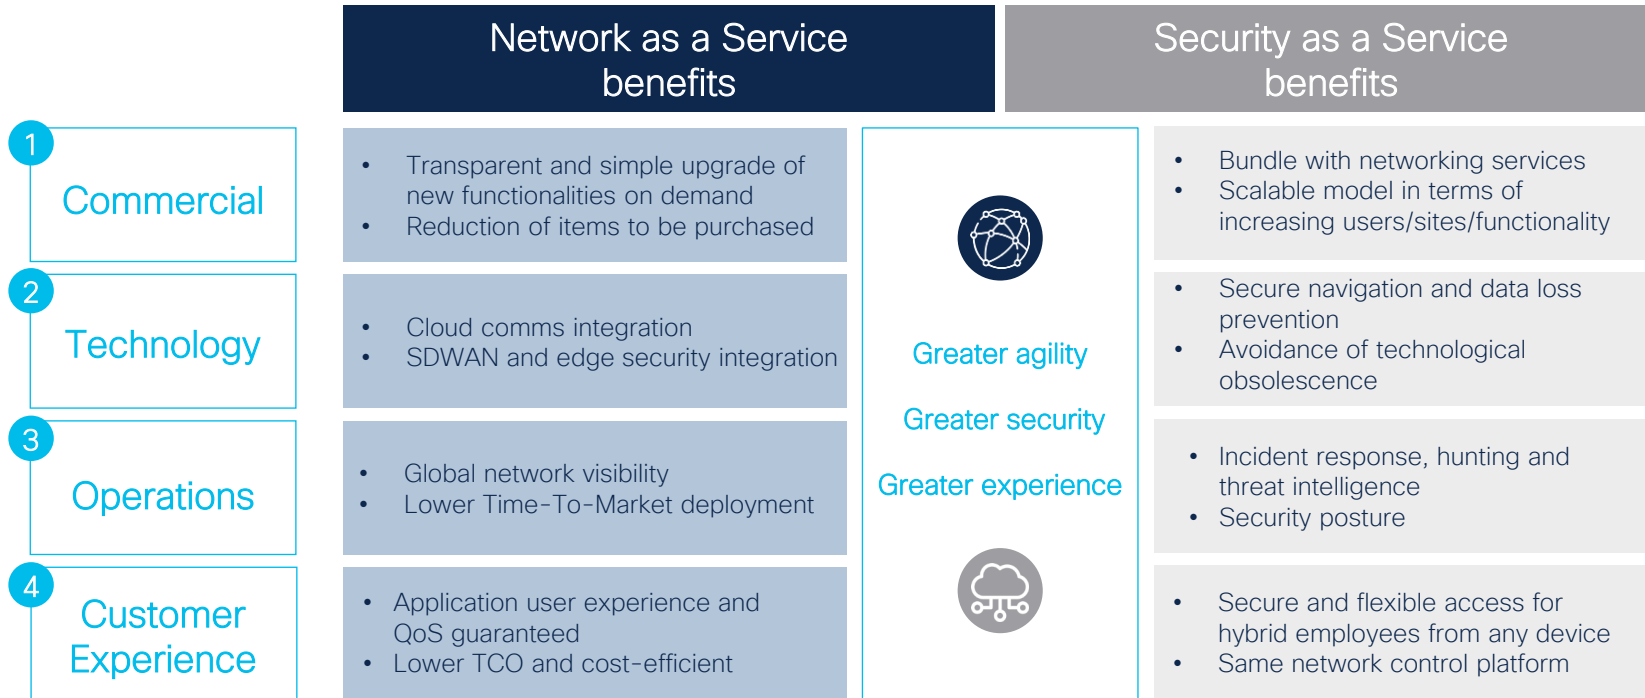 Network as a Service
benefits
Security as a Service
benefits
1
Commercial
• Transparent and simple upgrade of
new functionalities on demand
• Reduction of items to be purchased
• Bundle with networking services
• Scalable model in terms of
increasing users/sites/functionality
2
Technology
• Cloud comms integration
• SDWAN and edge security integration
• Secure navigation and data loss
prevention
• Avoidance of technological
obsolescence
3
Operations
• Global network visibility
• Lower Time-To-Market deployment
• Incident response, hunting and
threat intelligence
• Security posture
4
Customer
Experience
• Application user experience and
QoS guaranteed
• Lower TCO and cost-efficient
• Secure and flexible access for
hybrid employees from any device
• Same network control platform
Greater agility
Greater security
Greater experience